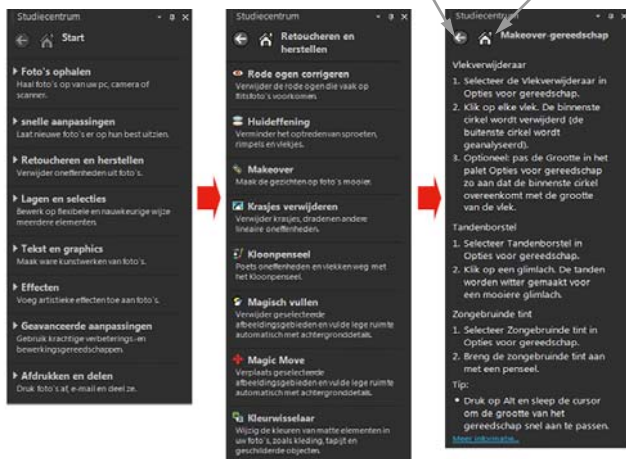 Studiecentrum
Start
Foto's ophalen
Haal foto's op van uw pc, camera of
scanner.
snelle aanpassingen
Laat nieuwe foto's er op hun best uitzien.
Retoucheren en herstellen
Verwijder oneffenheden uit foto's.
Lagen en selecties
Bewerk op flexibele en nauwkeurige wijze
meerdere elementen.
Tekst en graphics
Maak ware kunstwerken van foto's.
Effecten
Voeg artistieke effecten toe aan foto's.
Geavanceerde aanpassingen
Gebruik krachtige verbeterings- en
bewerkingsgereedschappen.
Afdrukken en delen
Druk foto's af, e-mail en deel ze.
Studiecentrum
Retoucheren en
herstellen
Rode ogen corrigeren
Verwijder de rode ogen die vaak op
flitsfoto's voorkomen.
Huideffening
Verminder het optreden van sproeten,
rimpels en vlekjes.
Makeover
Maak de gezichten op foto's mooier.
Krasjes verwijderen
Verwijder krasjes, draden en andere
lineaire oneffenheden.
Kloonpenseel
Poets oneffenheden en vlekken weg met
het Kloonpenseel.
Magisch vullen
Verwijder geselecteerde
afbeeldingsgebieden en vul de lege ruimte
automatisch met achtergronddetails.
Magic Move
Verplaats geselecteerde
afbeeldingsgebieden en vul de lege ruimte
automatisch met achtergronddetails.
Kleurwisselaar
Wijzig de kleuren van matte elementen in
uw foto's, zoals kleding, tapijt en
geschilderde objecten.
Studiecentrum
Makeover-gereedschap
Vlekverwijderaar
1. Selecteer de Vlekverwijderaar in
Opties voor gereedschap.
2. Klik op elke vlek. De binnenste
cirkel wordt verwijderd (de
buitenste cirkel wordt
geanalyseerd).
3. Optioneel: pas de Grootte in het
palet Opties voor gereedschap
zo aan dat de binnenste cirkel
overeenkomt met de grootte
van de vlek.
Tandenborstel
1. Selecteer Tandenborstel in
Opties voor gereedschap.
2. Klik op een glimlach. De tanden
worden witter gemaakt voor
een mooiere glimlach.
Zongebruinde tint
1. Selecteer Zongebruinde tint in
Opties voor gereedschap.
2. Breng de zongebruinde tint aan
met een penseel.
Tip:
• Druk op Alt en sleep de cursor
om de grootte van het
gereedschap snel aan te passen.
Meer informatie...